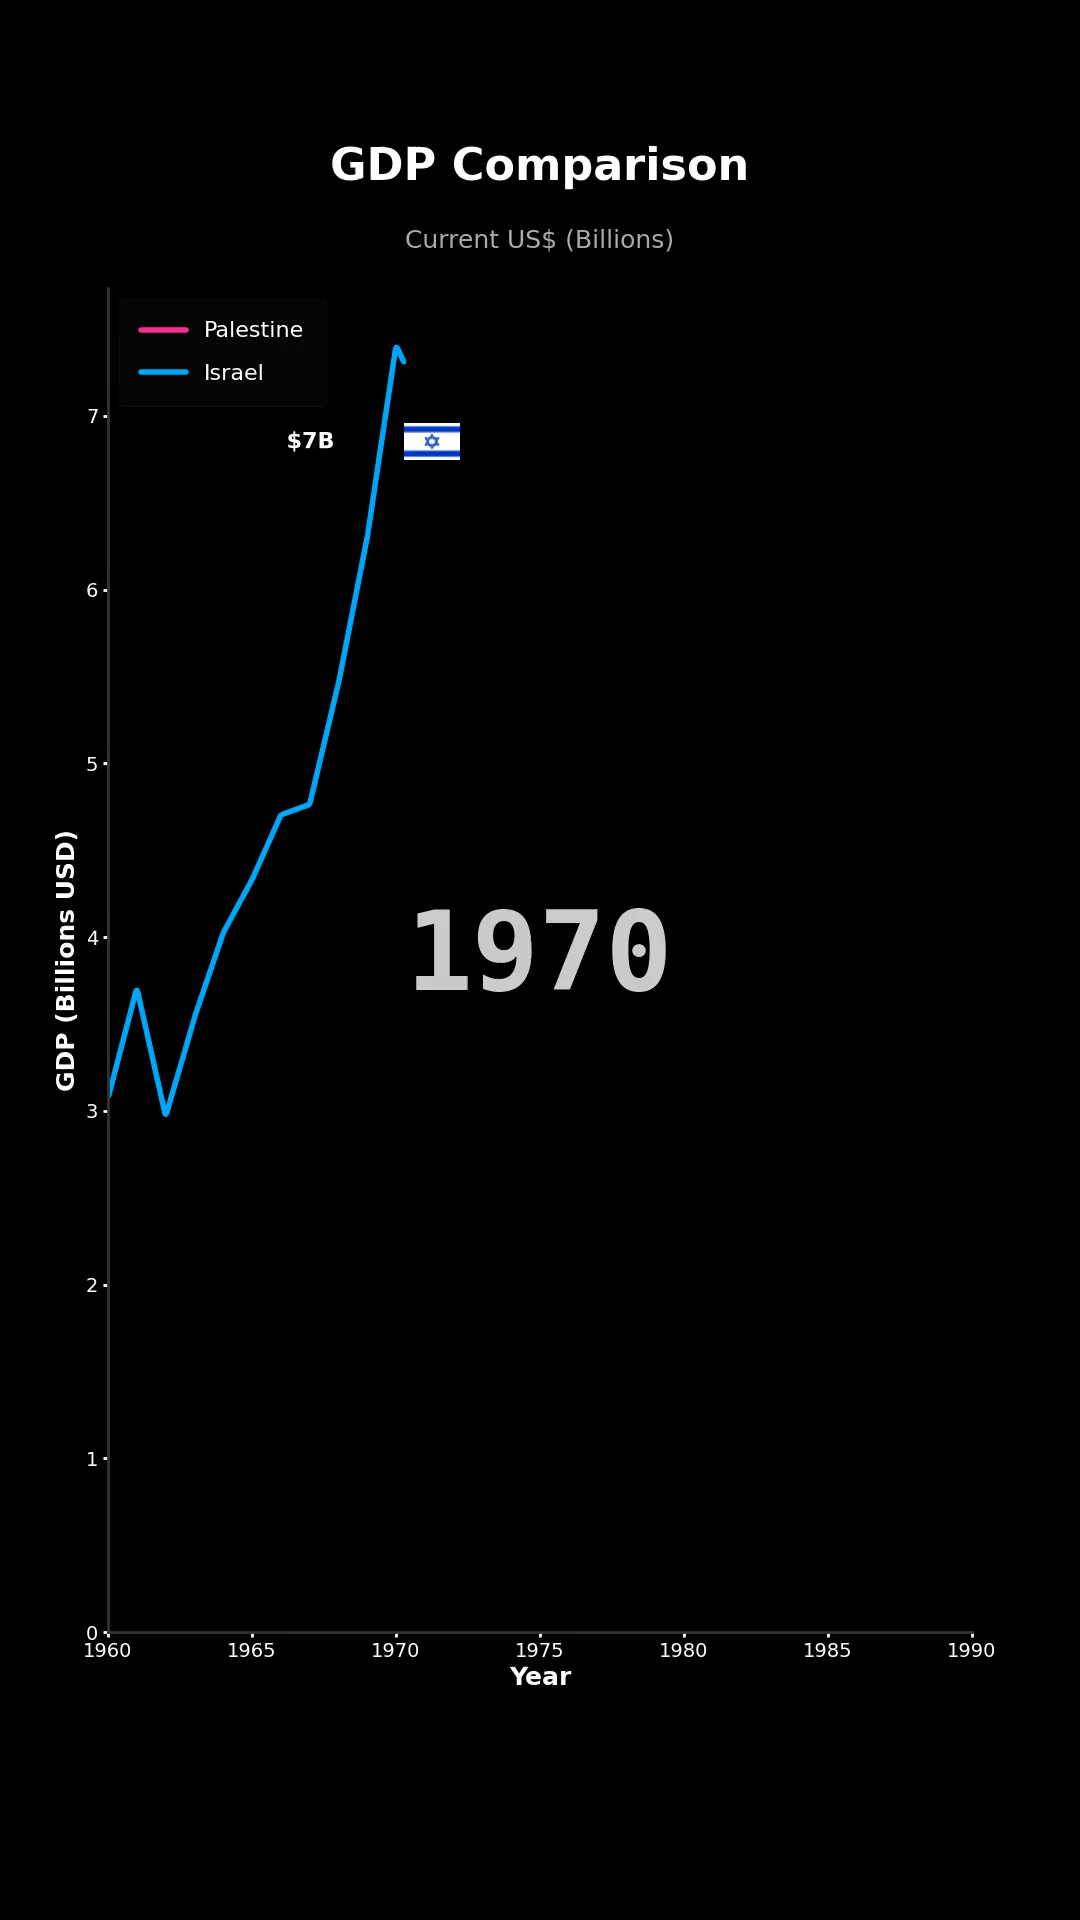 GDP Comparison
Current US$ (Billions)
Palestine
Israel
$7B
7
6
5
4
3
2
1
0
GDP (Billions USD)
1970
1960 1965 1970 1975 1980 1985 1990
Year